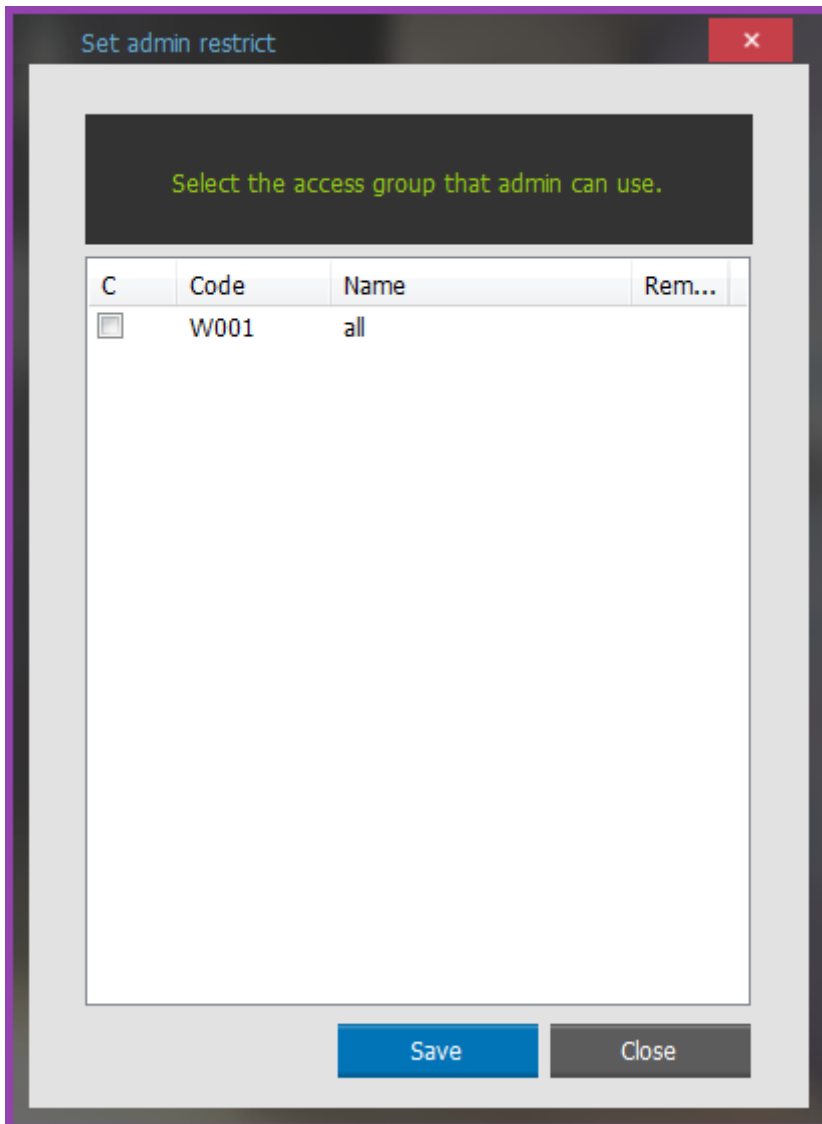 Set admin restrict
Select the access group that admin can use.
C Code Name Rem...
W001 all
Save Close